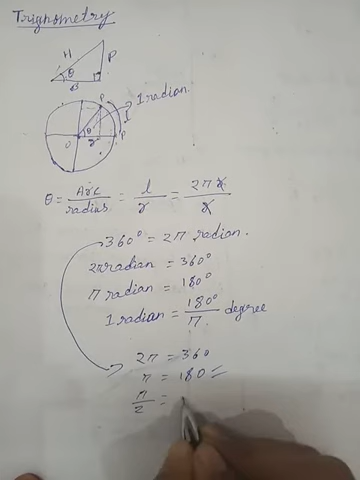 Trignometry
H
θ
P
B
1 radian.
P
l
θ
O
r
P
θ = Arc/radius = l/r = 2πr/r
360° = 2π radian.
2π radian = 360°
π radian = 180°
1 radian = 180°/π degree
2π = 360
π = 180
π/2 =